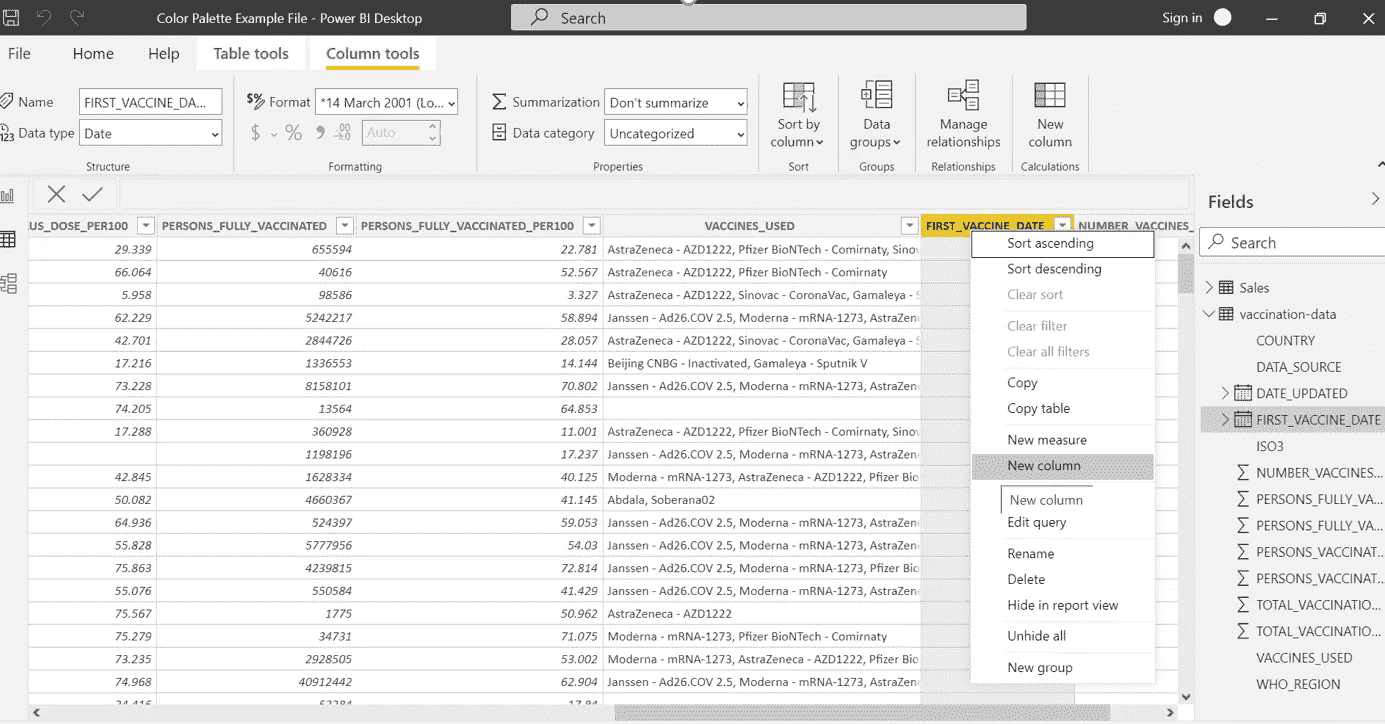 Color Palette Example File - Power BI Desktop
Search
Sign in
File Home Help Table tools Column tools
Name FIRST_VACCINE_DA...
Data type Date
Structure
$% Format *14 March 2001 (Lo...
$ % 9 .00 Auto
Formatting
Σ Summarization Don't summarize
Data category Uncategorized
Properties
Sort by
column
Sort
Data
groups
Groups
Manage
relationships
Relationships
New
column
Calculations
US_DOSE_PER100 PERSONS_FULLY_VACCINATED PERSONS_FULLY_VACCINATED_PER100 VACCINES_USED FIRST_VACCINE_DATE NUMBER_VACCINES_
29.339 655594 22.781 AstraZeneca - AZD1222, Pfizer BioNTech - Comirnaty, Sinov
66.064 40616 52.567 AstraZeneca - AZD1222, Pfizer BioNTech - Comirnaty
5.958 98586 3.327 AstraZeneca - AZD1222, Sinovac - CoronaVac, Gamaleya - S
62.229 5242217 58.894 Janssen - Ad26.COV 2.5, Moderna - mRNA-1273, AstraZen
42.701 2844726 28.057 AstraZeneca - AZD1222, Sinovac - CoronaVac, Gamaleya - S
17.216 1336553 14.144 Beijing CNBG - Inactivated, Gamaleya - Sputnik V
73.228 8158101 70.802 Janssen - Ad26.COV 2.5, Moderna - mRNA-1273, AstraZen
74.205 13564 64.853
17.288 360928 11.001 AstraZeneca - AZD1222, Pfizer BioNTech - Comirnaty, Sinov
1198196 17.237 Janssen - Ad26.COV 2.5, Moderna - mRNA-1273, AstraZen
42.845 1628334 40.125 Moderna - mRNA-1273, AstraZeneca - AZD1222, Pfizer Bio
50.082 4660367 41.145 Abdala, Soberana02
64.936 524397 59.053 Janssen - Ad26.COV 2.5, Moderna - mRNA-1273, AstraZen
55.828 5777956 54.03 Janssen - Ad26.COV 2.5, Moderna - mRNA-1273, AstraZen
75.863 4239815 72.814 Janssen - Ad26.COV 2.5, Moderna - mRNA-1273, Pfizer Bio
55.076 550584 41.429 Janssen - Ad26.COV 2.5, Moderna - mRNA-1273, AstraZen
75.567 1775 50.962 AstraZeneca - AZD1222
75.279 34731 71.075 Moderna - mRNA-1273, Pfizer BioNTech - Comirnaty
73.235 2928505 53.002 Moderna - mRNA-1273, AstraZeneca - AZD1222, Pfizer Bio
74.968 40912442 62.904 Janssen - Ad26.COV 2.5, Moderna - mRNA-1273, AstraZen
Sort ascending
Sort descending
Clear sort
Clear filter
Clear all filters
Copy
Copy table
New measure
New column
New column
Edit query
Rename
Delete
Hide in report view
Unhide all
New group
Fields
Search
Sales
vaccination-data
COUNTRY
DATA_SOURCE
DATE_UPDATED
FIRST_VACCINE_DATE
ISO3
Σ NUMBER_VACCINES...
Σ PERSONS_FULLY_VA...
Σ PERSONS_FULLY_VA...
Σ PERSONS_VACCINAT...
Σ PERSONS_VACCINAT...
Σ TOTAL_VACCINATIO...
Σ TOTAL_VACCINATIO...
VACCINES_USED
WHO_REGION